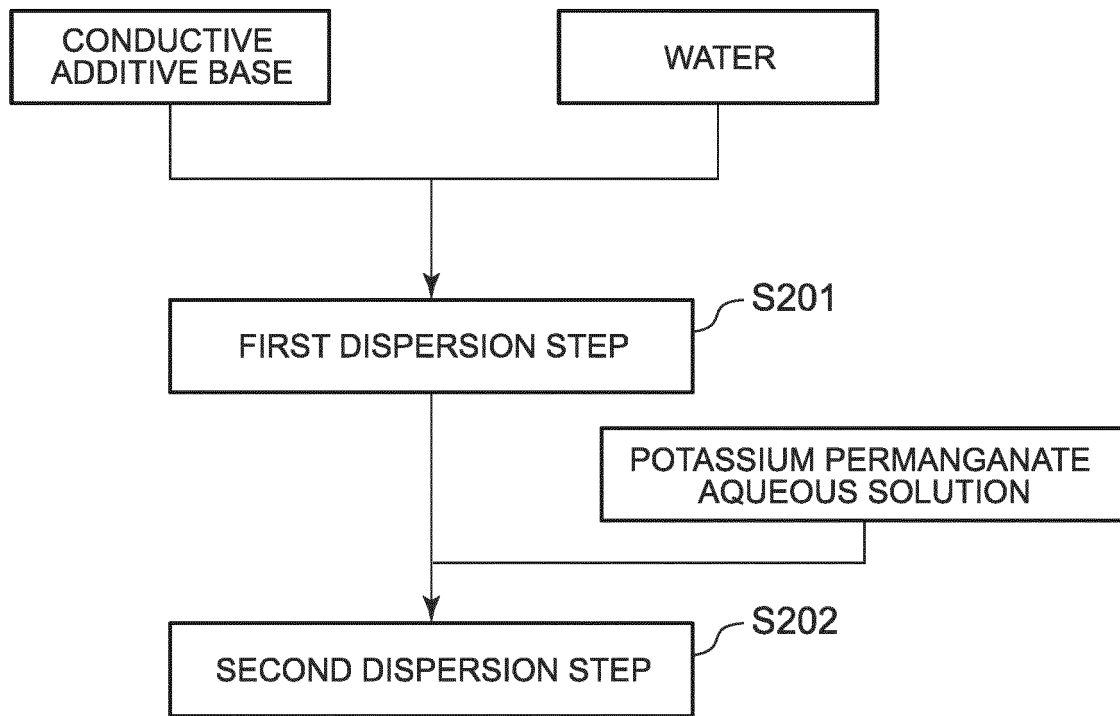 CONDUCTIVE
ADDITIVE BASE
WATER
S201
FIRST DISPERSION STEP
POTASSIUM PERMANGANATE
AQUEOUS SOLUTION
S202
SECOND DISPERSION STEP